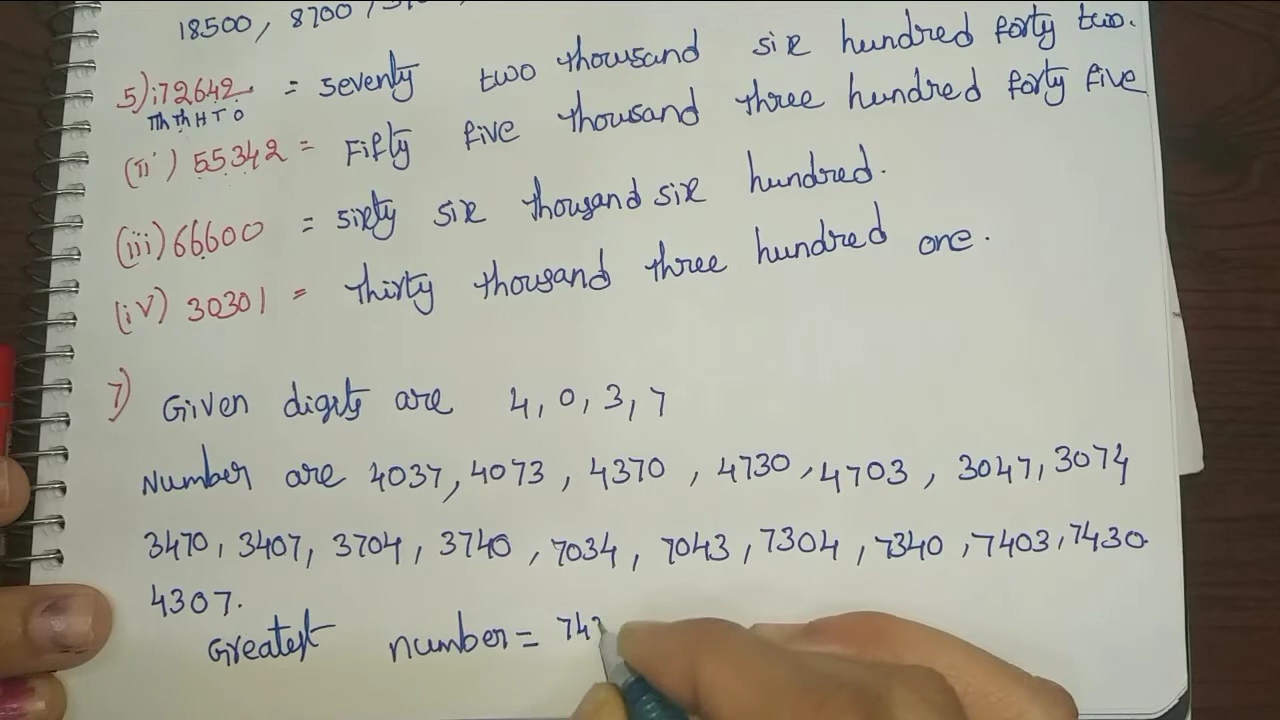 18500, 8700,
5) i 72642 = seventy two thousand six hundred forty two.
Tth th H T O
(ii) 55342 = Fifty five thousand three hundred forty five
(iii) 66600 = sixty six thousand six hundred.
(iv) 30301 = thirty thousand three hundred one.
7) Given digits are 4, 0, 3, 7
Number are 4037, 4073, 4370, 4730, 4703, 3047, 3074,
3470, 3407, 3704, 3740, 7034, 7043, 7304, 7340, 7403, 7430
4307.
Greatest number = 743